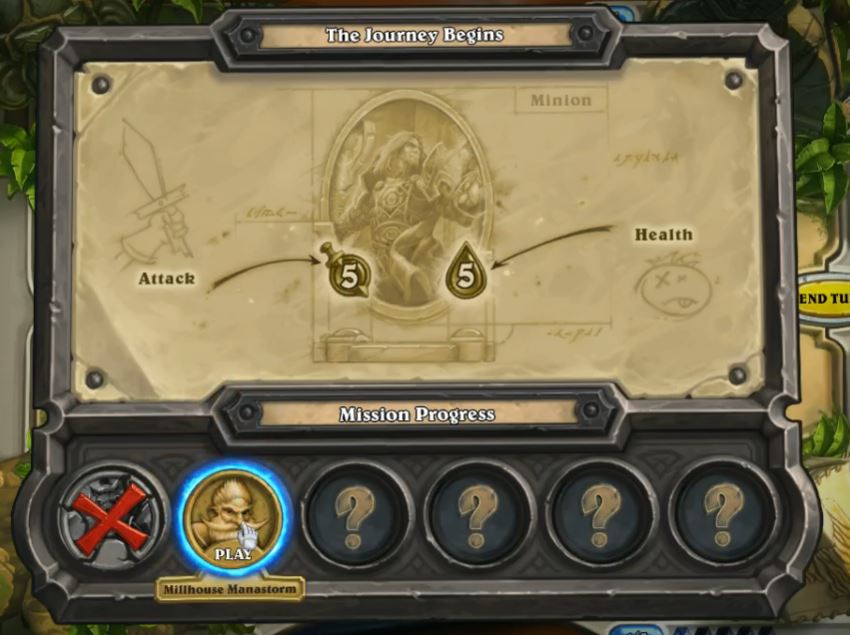 The Journey Begins
Minion
Health
Attack
5
5
END TU
Mission Progress
?
?
?
?
PLAY
Millhouse Manastorm